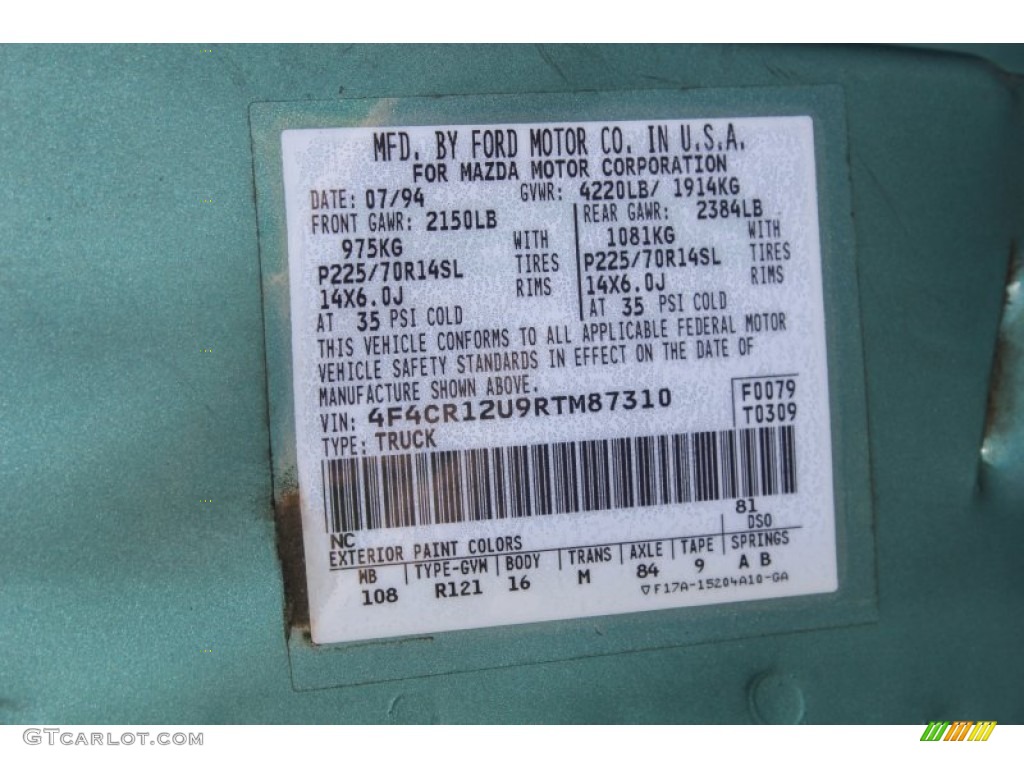 MFD. BY FORD MOTOR CO. IN U.S.A.
FOR MAZDA MOTOR CORPORATION
DATE: 07/94 GVWR: 4220LB/ 1914KG
FRONT GAWR: 2150LB REAR GAWR: 2384LB
975KG WITH 1081KG WITH
P225/70R14SL TIRES P225/70R14SL TIRES
14X6.0J RIMS 14X6.0J RIMS
AT 35 PSI COLD AT 35 PSI COLD
THIS VEHICLE CONFORMS TO ALL APPLICABLE FEDERAL MOTOR
VEHICLE SAFETY STANDARDS IN EFFECT ON THE DATE OF
MANUFACTURE SHOWN ABOVE.
VIN: 4F4CR12U9RTM87310 F0079
TYPE: TRUCK T0309
NC 81
EXTERIOR PAINT COLORS DSO
WB TYPE-GVW BODY TRANS AXLE TAPE SPRINGS
108 R121 16 M 84 9 A B
▽F17A-15204A10-GA
GTCARLOT.COM